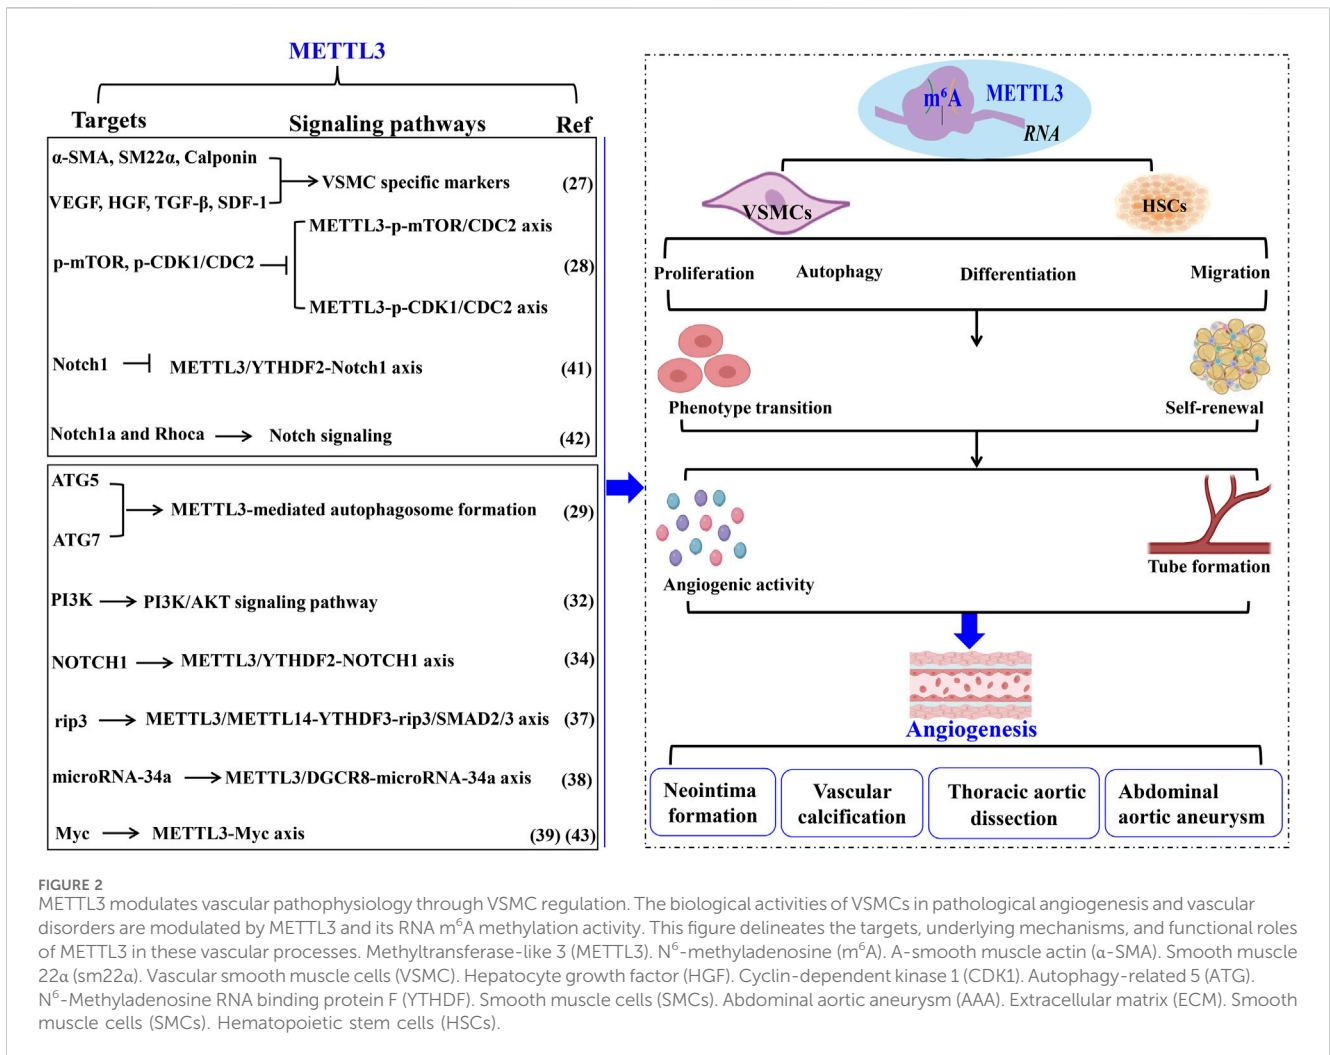 METTL3
Targets Signaling pathways Ref
α-SMA, SM22α, Calponin
VSMC specific markers (27)
VEGF, HGF, TGF-β, SDF-1
METTL3-p-mTOR/CDC2 axis
p-mTOR, p-CDK1/CDC2 (28)
METTL3-p-CDK1/CDC2 axis
Notch1 METTL3/YTHDF2-Notch1 axis (41)
Notch1a and Rhoca Notch signaling (42)
ATG5
METTL3-mediated autophagosome formation (29)
ATG7
PI3K PI3K/AKT signaling pathway (32)
NOTCH1 METTL3/YTHDF2-NOTCH1 axis (34)
rip3 METTL3/METTL14-YTHDF3-rip3/SMAD2/3 axis (37)
microRNA-34a METTL3/DGCR8-microRNA-34a axis (38)
Myc METTL3-Myc axis (39) (43)
m⁶A METTL3
RNA
VSMCs HSCs
Proliferation Autophagy Differentiation Migration
Phenotype transition Self-renewal
Angiogenic activity Tube formation
Angiogenesis
Neointima
formation
Vascular
calcification
Thoracic aortic
dissection
Abdominal
aortic aneurysm
FIGURE 2
METTL3 modulates vascular pathophysiology through VSMC regulation. The biological activities of VSMCs in pathological angiogenesis and vascular
disorders are modulated by METTL3 and its RNA m⁶A methylation activity. This figure delineates the targets, underlying mechanisms, and functional roles
of METTL3 in these vascular processes. Methyltransferase-like 3 (METTL3). N⁶-methyladenosine (m⁶A). A-smooth muscle actin (α-SMA). Smooth muscle
22α (sm22α). Vascular smooth muscle cells (VSMC). Hepatocyte growth factor (HGF). Cyclin-dependent kinase 1 (CDK1). Autophagy-related 5 (ATG).
N⁶-Methyladenosine RNA binding protein F (YTHDF). Smooth muscle cells (SMCs). Abdominal aortic aneurysm (AAA). Extracellular matrix (ECM). Smooth
muscle cells (SMCs). Hematopoietic stem cells (HSCs).